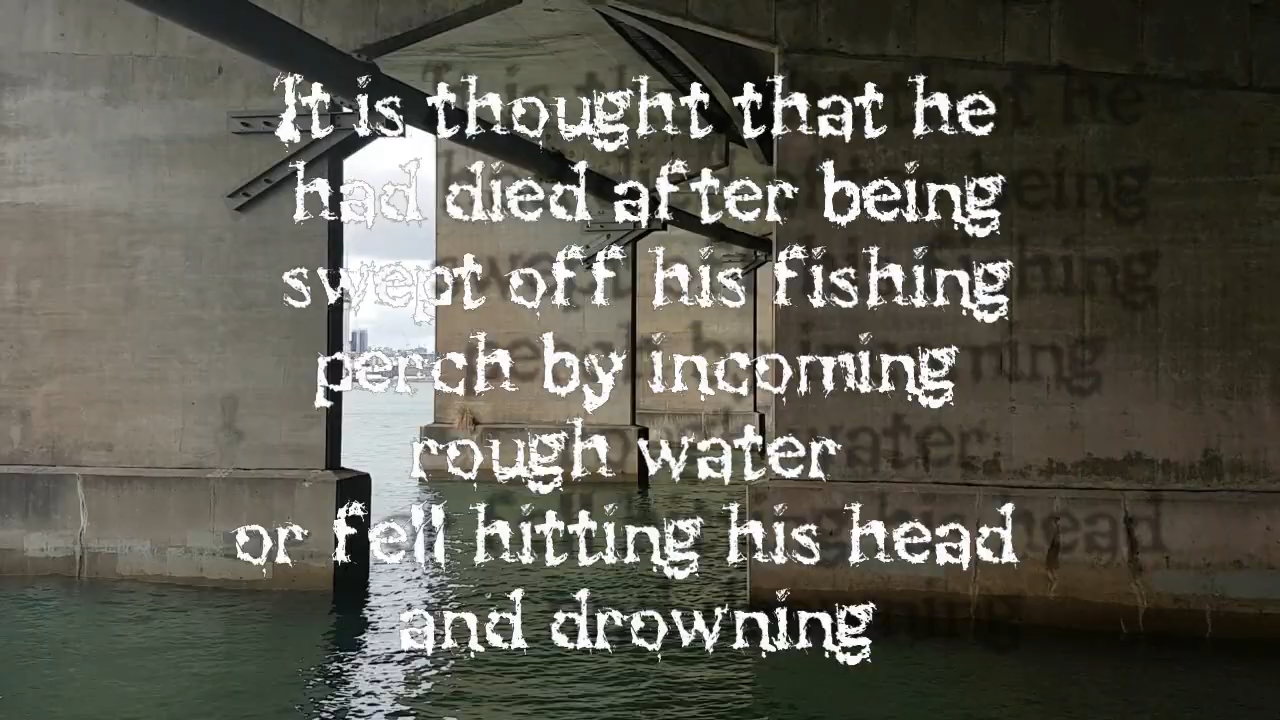 It is thought that he
had died after being
swept off his fishing
perch by incoming
rough water
or fell hitting his head
and drowning